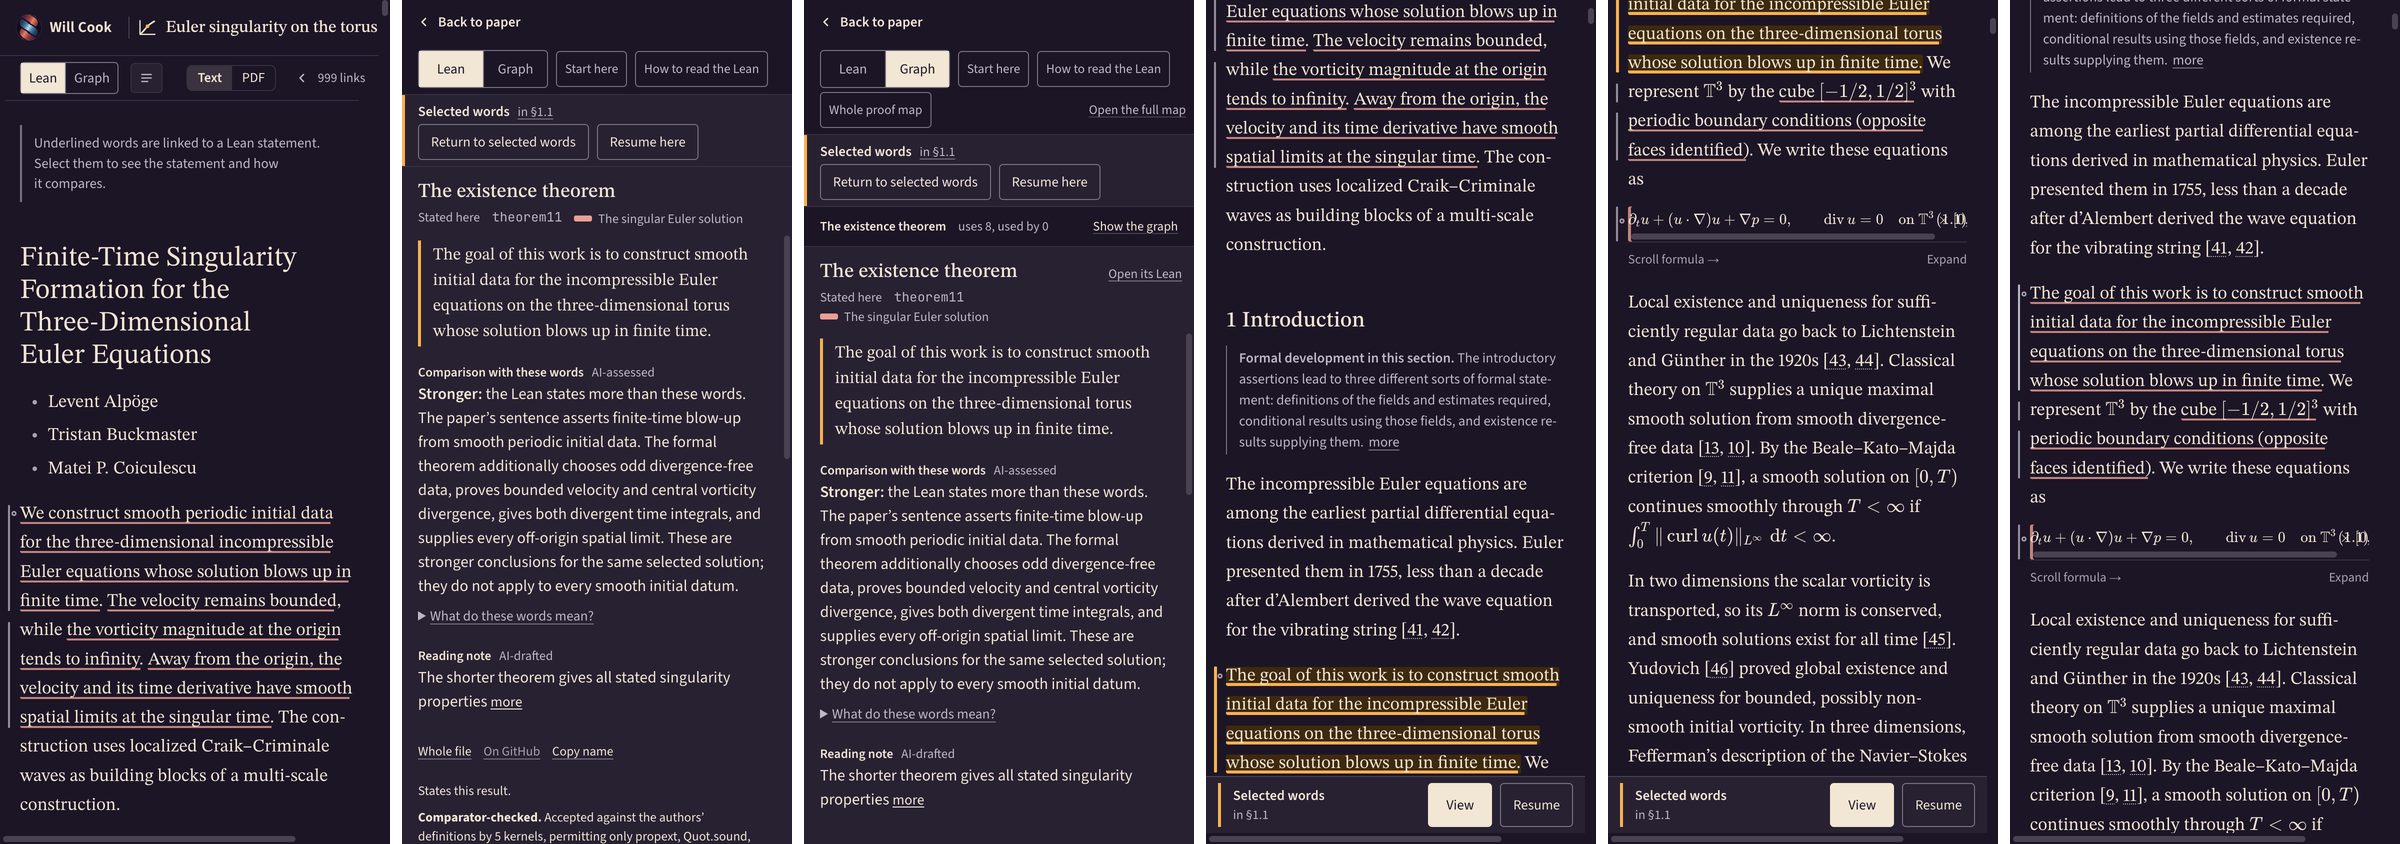 Will Cook
Euler singularity on the torus
Lean
Graph
Text
PDF
999 links
Underlined words are linked to a Lean statement.
Select them to see the statement and how
it compares.
Finite-Time Singularity
Formation for the
Three-Dimensional
Euler Equations
• Levent Alpöge
• Tristan Buckmaster
• Matei P. Coiculescu
We construct smooth periodic initial data
for the three-dimensional incompressible
Euler equations whose solution blows up in
finite time. The velocity remains bounded,
while the vorticity magnitude at the origin
tends to infinity. Away from the origin, the
velocity and its time derivative have smooth
spatial limits at the singular time. The con-
struction uses localized Craik–Criminale
waves as building blocks of a multi-scale
construction.
Back to paper
Lean
Graph
Start here
How to read the Lean
Selected words in §1.1
Return to selected words
Resume here
The existence theorem
Stated here theorem11 The singular Euler solution
The goal of this work is to construct smooth
initial data for the incompressible Euler
equations on the three-dimensional torus
whose solution blows up in finite time.
Comparison with these words AI-assessed
Stronger: the Lean states more than these words.
The paper’s sentence asserts finite-time blow-up
from smooth periodic initial data. The formal
theorem additionally chooses odd divergence-free
data, proves bounded velocity and central vorticity
divergence, gives both divergent time integrals, and
supplies every off-origin spatial limit. These are
stronger conclusions for the same selected solution;
they do not apply to every smooth initial datum.
▶ What do these words mean?
Reading note AI-drafted
The shorter theorem gives all stated singularity
properties more
Whole file On GitHub Copy name
States this result.
Comparator-checked. Accepted against the authors’
definitions by 5 kernels, permitting only propext, Quot.sound,
Back to paper
Lean
Graph
Start here
How to read the Lean
Whole proof map
Open the full map
Selected words in §1.1
Return to selected words
Resume here
The existence theorem uses 8, used by 0 Show the graph
The existence theorem
Open its Lean
Stated here theorem11
The singular Euler solution
The goal of this work is to construct smooth
initial data for the incompressible Euler
equations on the three-dimensional torus
whose solution blows up in finite time.
Comparison with these words AI-assessed
Stronger: the Lean states more than these words.
The paper’s sentence asserts finite-time blow-up
from smooth periodic initial data. The formal
theorem additionally chooses odd divergence-free
data, proves bounded velocity and central vorticity
divergence, gives both divergent time integrals, and
supplies every off-origin spatial limit. These are
stronger conclusions for the same selected solution;
they do not apply to every smooth initial datum.
▶ What do these words mean?
Reading note AI-drafted
The shorter theorem gives all stated singularity
properties more
Euler equations whose solution blows up in
finite time. The velocity remains bounded,
while the vorticity magnitude at the origin
tends to infinity. Away from the origin, the
velocity and its time derivative have smooth
spatial limits at the singular time. The con-
struction uses localized Craik–Criminale
waves as building blocks of a multi-scale
construction.
1 Introduction
Formal development in this section. The introductory
assertions lead to three different sorts of formal state-
ment: definitions of the fields and estimates required,
conditional results using those fields, and existence re-
sults supplying them. more
The incompressible Euler equations are
among the earliest partial differential equa-
tions derived in mathematical physics. Euler
presented them in 1755, less than a decade
after d’Alembert derived the wave equation
for the vibrating string [41, 42].
The goal of this work is to construct smooth
initial data for the incompressible Euler
equations on the three-dimensional torus
whose solution blows up in finite time. We
Selected words
in §1.1
View
Resume
initial data for the incompressible Euler
equations on the three-dimensional torus
whose solution blows up in finite time. We
represent 𝕋³ by the cube [−1/2, 1/2]³ with
periodic boundary conditions (opposite
faces identified). We write these equations
as
∂ₜu + (u · ∇)u + ∇p = 0, div u = 0 on 𝕋³
Scroll formula → Expand
Local existence and uniqueness for suffi-
ciently regular data go back to Lichtenstein
and Günther in the 1920s [43, 44]. Classical
theory on 𝕋³ supplies a unique maximal
smooth solution from smooth divergence-
free data [13, 10]. By the Beale–Kato–Majda
criterion [9, 11], a smooth solution on [0, T)
continues smoothly through T < ∞ if
∫₀ᵀ ‖ curl u(t)‖_{L^∞} dt < ∞.
In two dimensions the scalar vorticity is
transported, so its L^∞ norm is conserved,
and smooth solutions exist for all time [45].
Yudovich [46] proved global existence and
uniqueness for bounded, possibly non-
smooth initial vorticity. In three dimensions,
Fefferman’s description of the Navier–Stokes
Selected words
in §1.1
View
Resume
ment: definitions of the fields and estimates required,
conditional results using those fields, and existence re-
sults supplying them. more
The incompressible Euler equations are
among the earliest partial differential equa-
tions derived in mathematical physics. Euler
presented them in 1755, less than a decade
after d’Alembert derived the wave equation
for the vibrating string [41, 42].
The goal of this work is to construct smooth
initial data for the incompressible Euler
equations on the three-dimensional torus
whose solution blows up in finite time. We
represent 𝕋³ by the cube [−1/2, 1/2]³ with
periodic boundary conditions (opposite
faces identified). We write these equations
as
∂ₜu + (u · ∇)u + ∇p = 0, div u = 0 on 𝕋³
Scroll formula → Expand
Local existence and uniqueness for suffi-
ciently regular data go back to Lichtenstein
and Günther in the 1920s [43, 44]. Classical
theory on 𝕋³ supplies a unique maximal
smooth solution from smooth divergence-
free data [13, 10]. By the Beale–Kato–Majda
criterion [9, 11], a smooth solution on [0, T)
continues smoothly through T < ∞ if